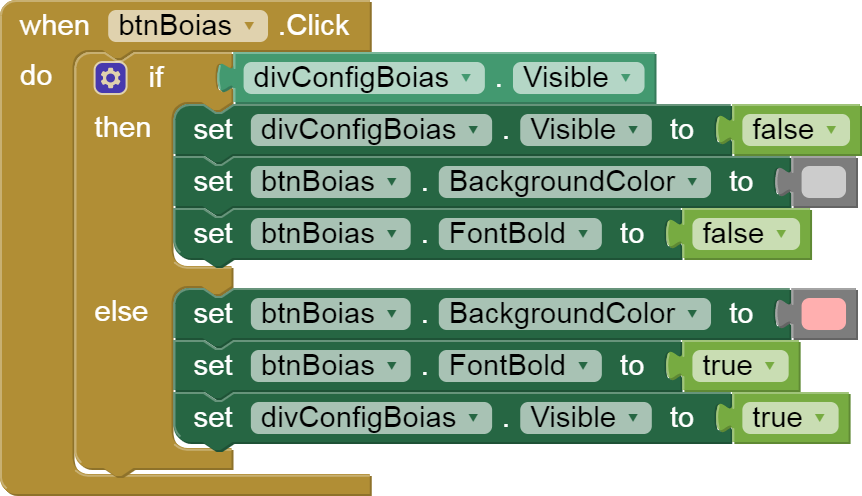 when btnBoias .Click
do if divConfigBoias . Visible
then set divConfigBoias . Visible to false
set btnBoias . BackgroundColor to
set btnBoias . FontBold to false
else set btnBoias . BackgroundColor to
set btnBoias . FontBold to true
set divConfigBoias . Visible to true